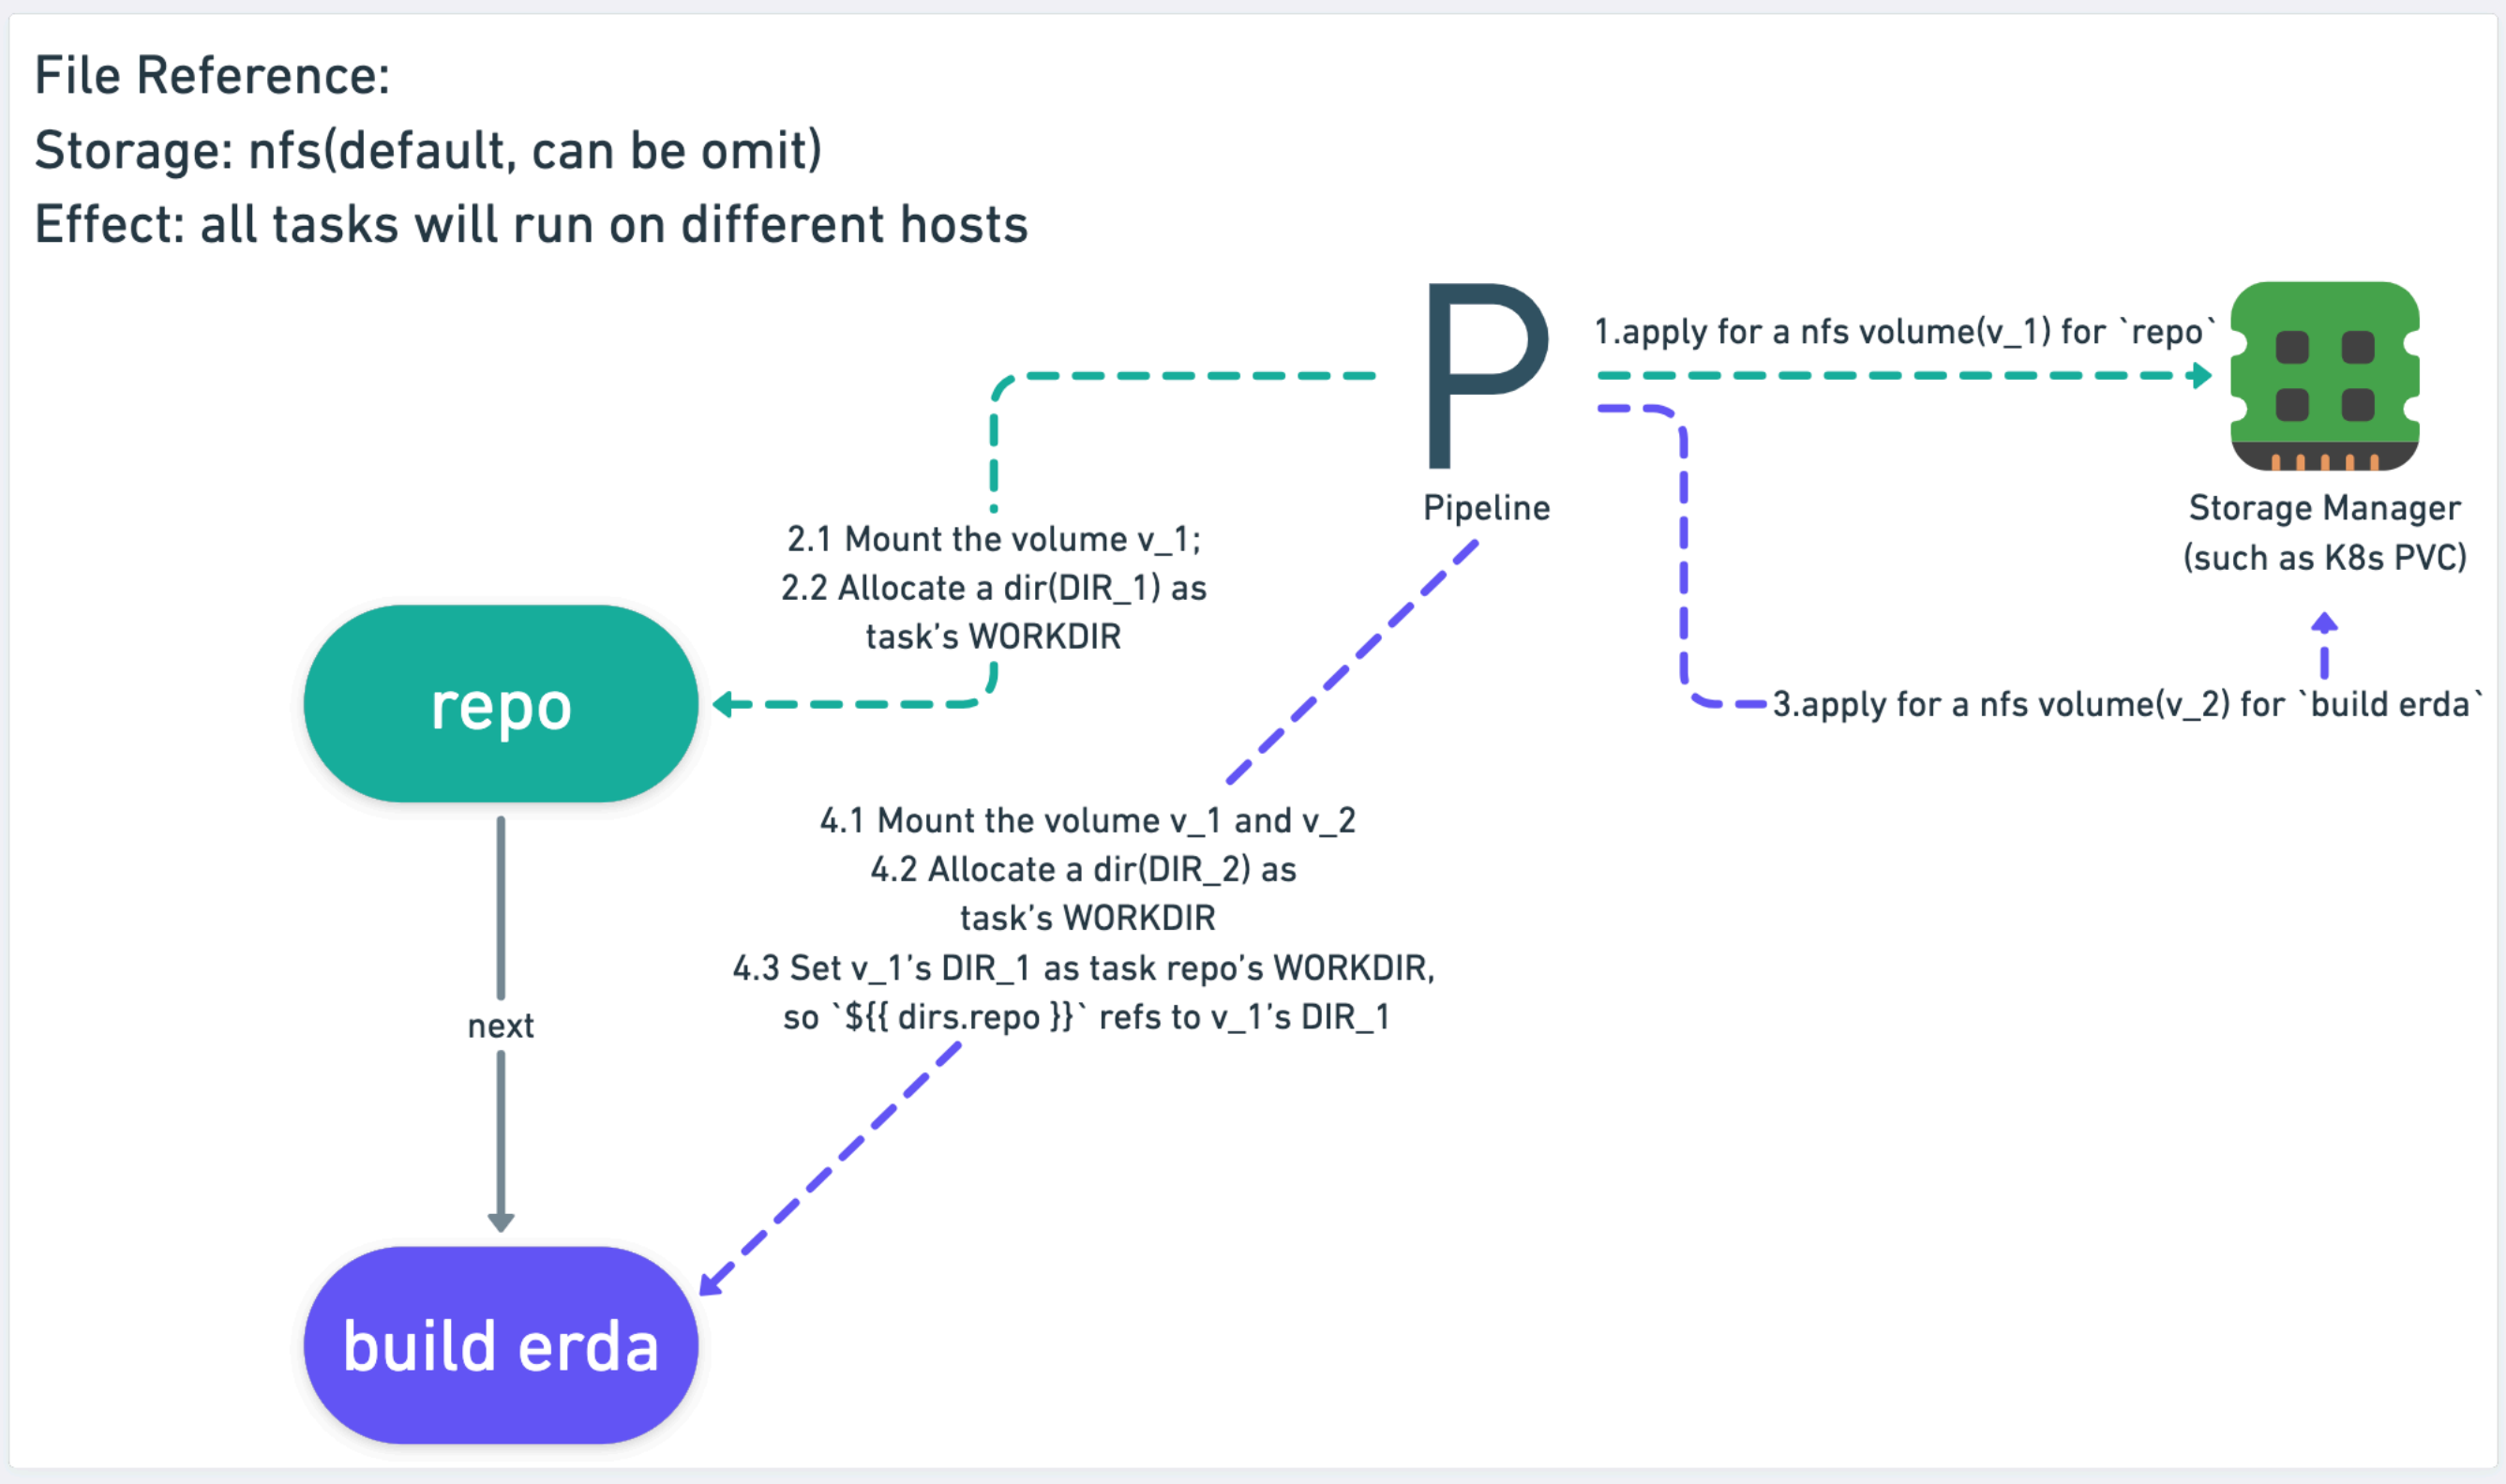 File Reference:
Storage: nfs(default, can be omit)
Effect: all tasks will run on different hosts
P
Pipeline
1.apply for a nfs volume(v_1) for `repo`
Storage Manager
(such as K8s PVC)
2.1 Mount the volume v_1;
2.2 Allocate a dir(DIR_1) as
task’s WORKDIR
repo
3.apply for a nfs volume(v_2) for `build erda`
4.1 Mount the volume v_1 and v_2
4.2 Allocate a dir(DIR_2) as
task’s WORKDIR
4.3 Set v_1’s DIR_1 as task repo’s WORKDIR,
so `${{ dirs.repo }}` refs to v_1’s DIR_1
next
build erda